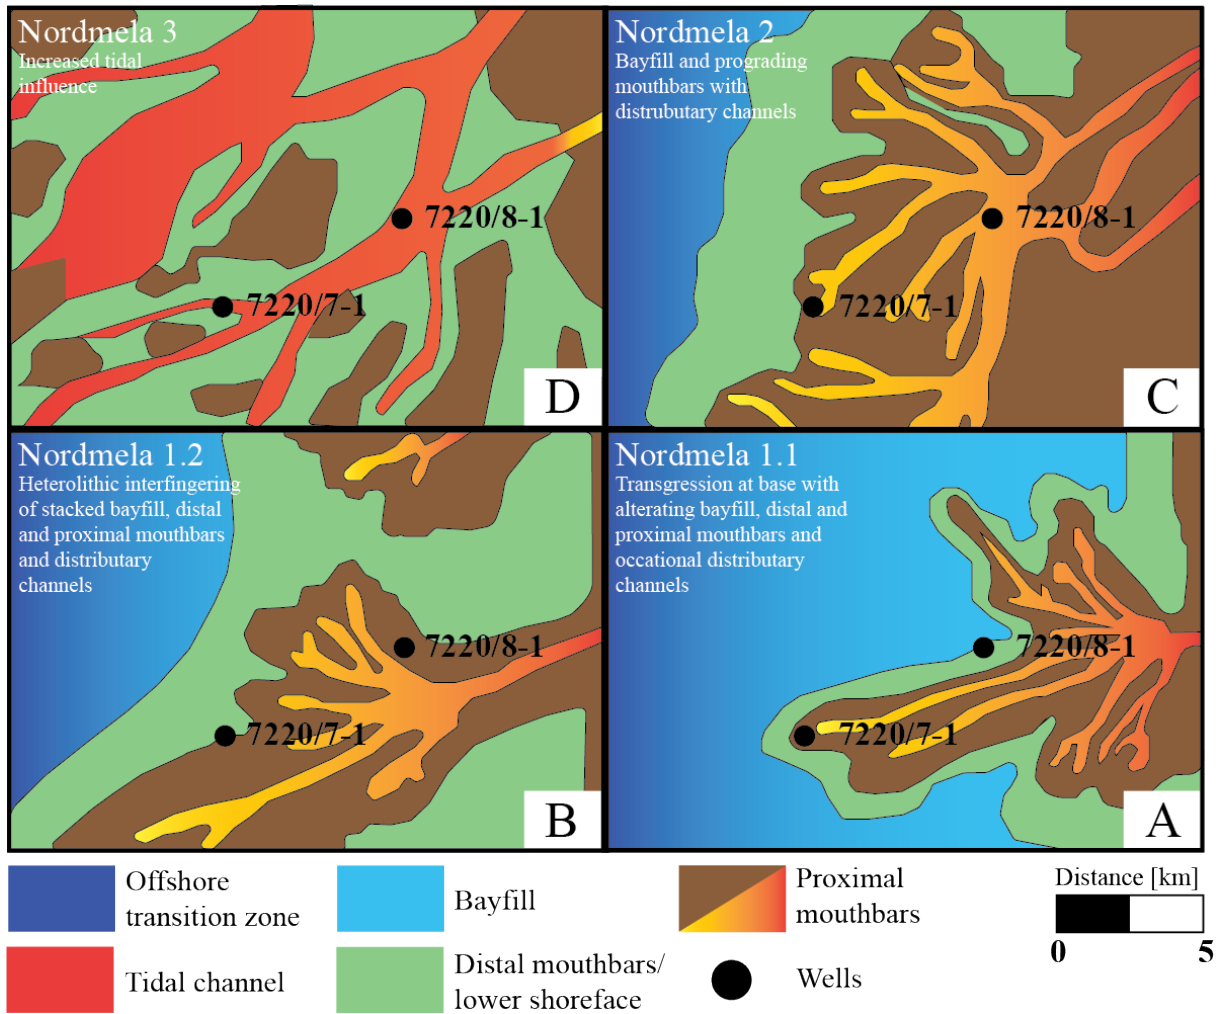 Nordmela 3
Increased tidal
influence
7220/8-1
7220/7-1
D
Nordmela 2
Bayfill and prograding
mouthbars with
distrubutary channels
7220/8-1
7220/7-1
C
Nordmela 1.2
Heterolithic interfingering
of stacked bayfill, distal
and proximal mouthbars
and distributary
channels
7220/8-1
7220/7-1
B
Nordmela 1.1
Transgression at base with
alterating bayfill, distal and
proximal mouthbars and
occational distributary
channels
7220/8-1
7220/7-1
A
Offshore
transition zone
Bayfill
Proximal
mouthbars
Distance [km]
0 5
Tidal channel
Distal mouthbars/
lower shoreface
Wells